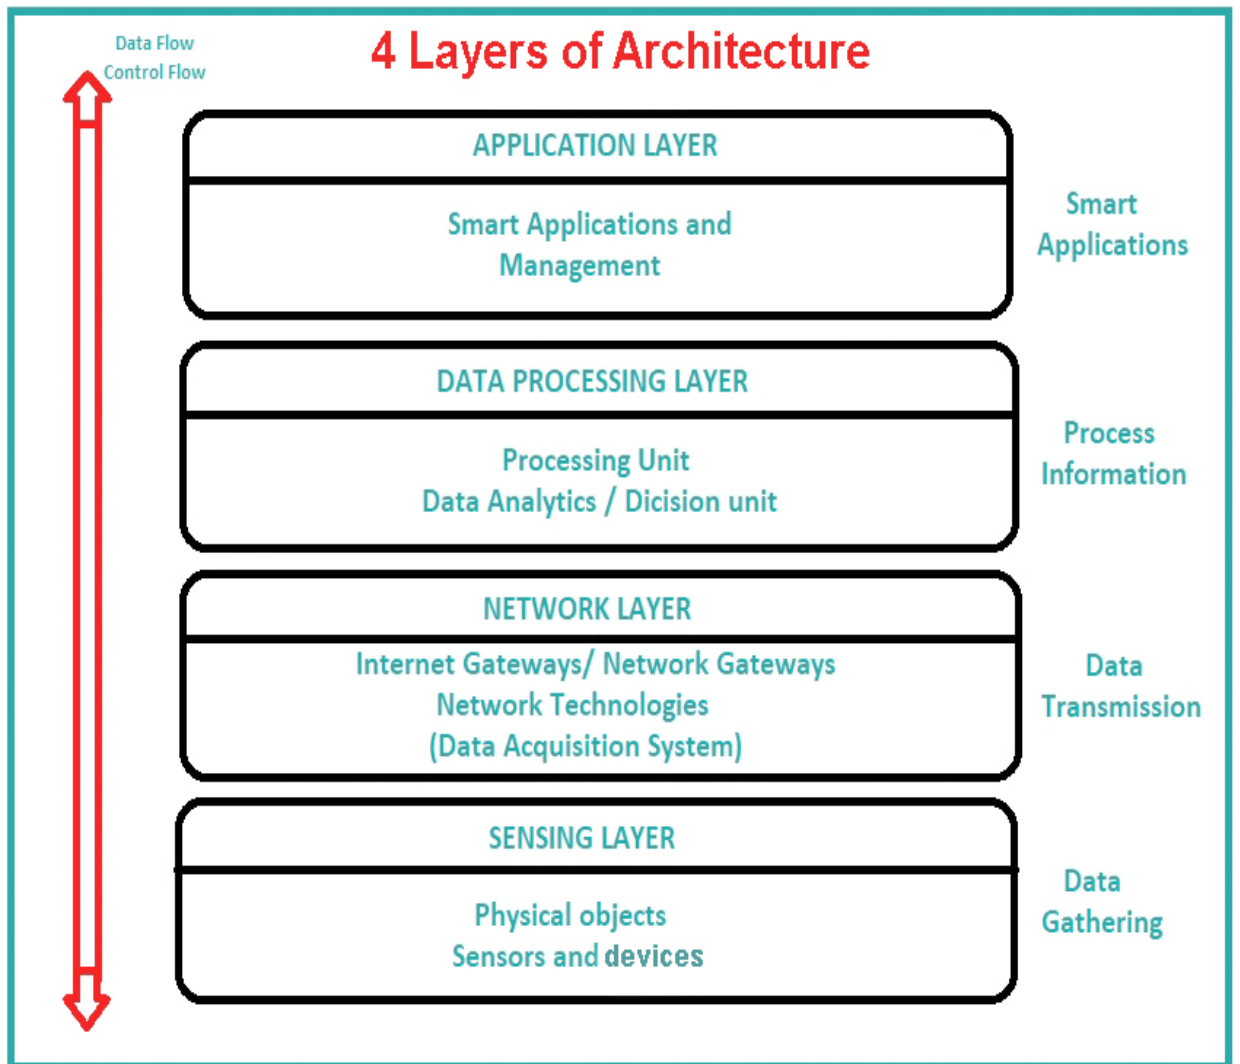 Data Flow
Control Flow
4 Layers of Architecture
APPLICATION LAYER
Smart Applications and
Management
Smart
Applications
DATA PROCESSING LAYER
Processing Unit
Data Analytics / Dicision unit
Process
Information
NETWORK LAYER
Internet Gateways/ Network Gateways
Network Technologies
(Data Acquisition System)
Data
Transmission
SENSING LAYER
Physical objects
Sensors and devices
Data
Gathering